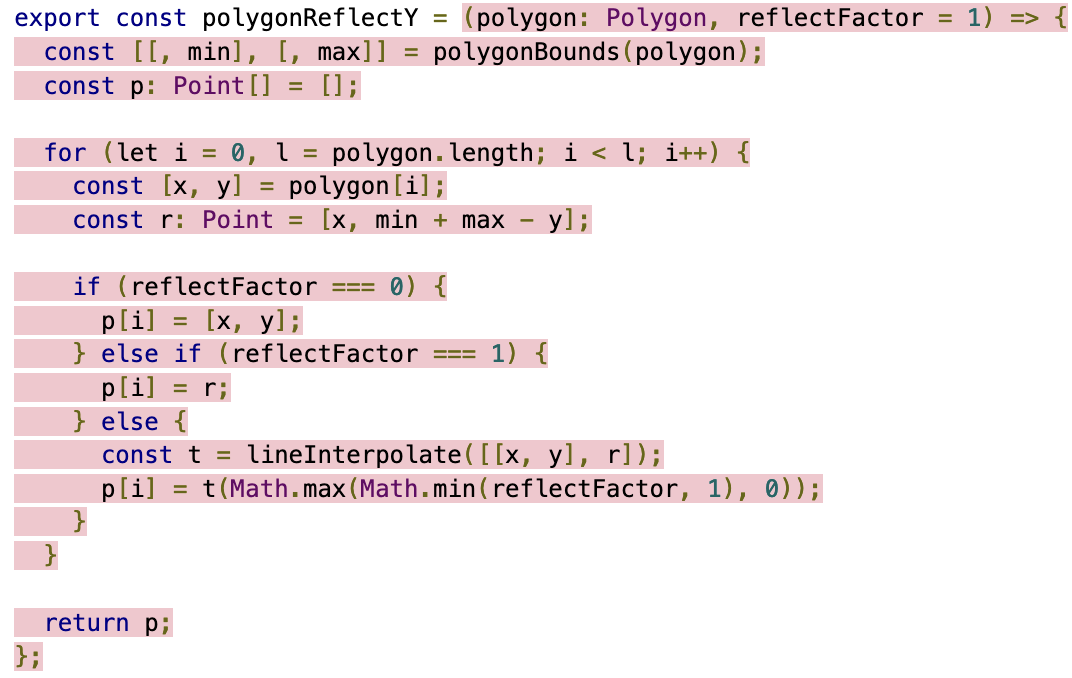 export const polygonReflectY = (polygon: Polygon, reflectFactor = 1) => {
  const [[, min], [, max]] = polygonBounds(polygon);
  const p: Point[] = [];

  for (let i = 0, l = polygon.length; i < l; i++) {
    const [x, y] = polygon[i];
    const r: Point = [x, min + max - y];

    if (reflectFactor === 0) {
      p[i] = [x, y];
    } else if (reflectFactor === 1) {
      p[i] = r;
    } else {
      const t = lineInterpolate([[x, y], r]);
      p[i] = t(Math.max(Math.min(reflectFactor, 1), 0));
    }
  }

  return p;
};